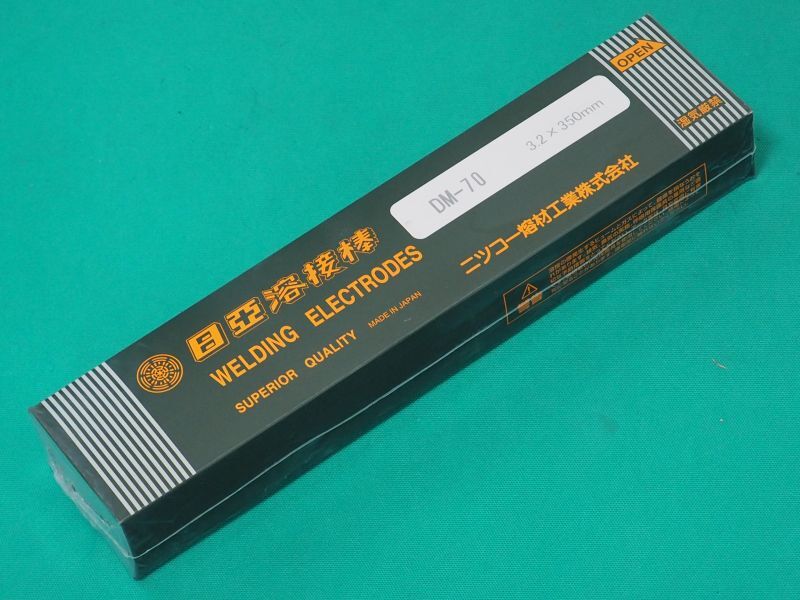 OPEN
湿気厳禁
DM-70 3.2×350mm
日亞溶接棒
WELDING ELECTRODES
SUPERIOR QUALITY MADE IN JAPAN
ニツコー熔材工業株式会社